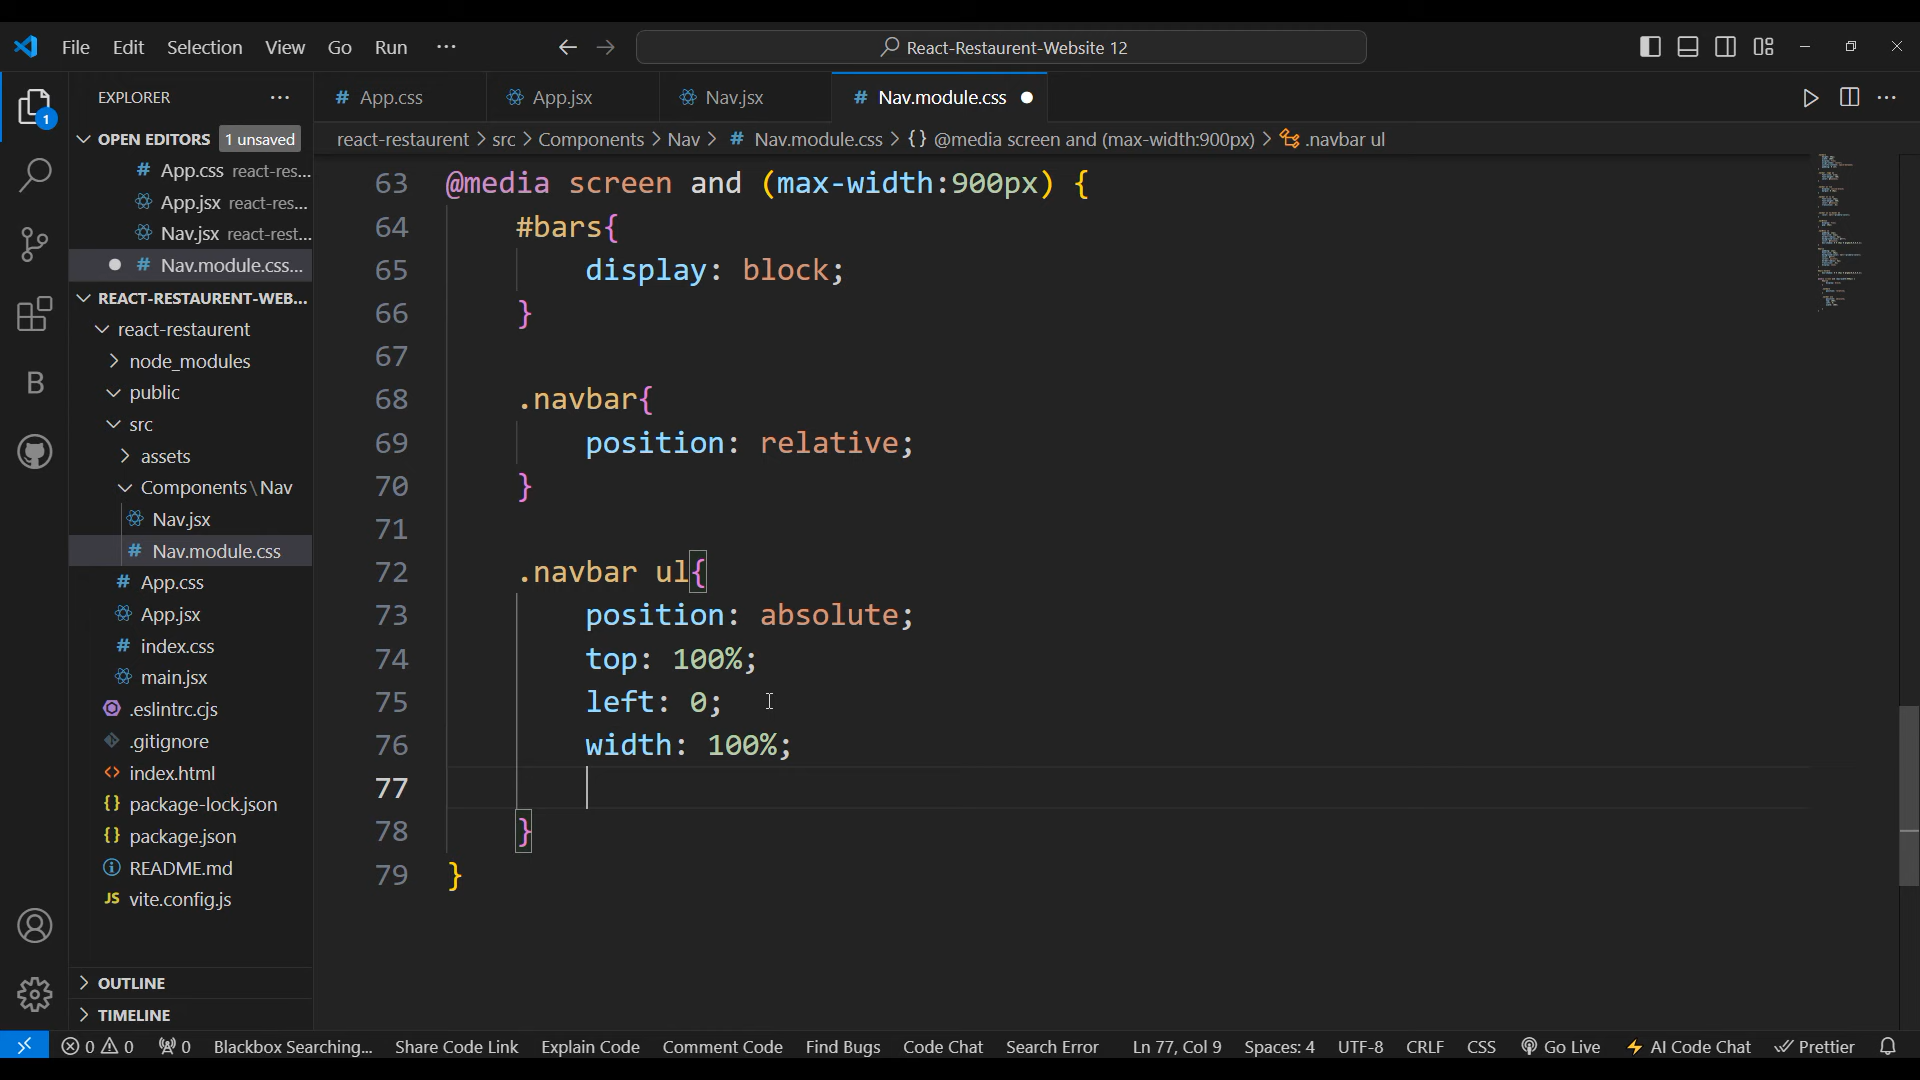 File Edit Selection View Go Run ··· React-Restaurent-Website 12
EXPLORER ···
App.css App.jsx Nav.jsx Nav.module.css
OPEN EDITORS 1 unsaved
react-restaurent > src > Components > Nav > # Nav.module.css > {} @media screen and (max-width:900px) > .navbar ul
# App.css react-res...
App.jsx react-res...
Nav.jsx react-rest...
# Nav.module.css...
REACT-RESTAURENT-WEB...
react-restaurent
node_modules
public
src
assets
Components\Nav
Nav.jsx
# Nav.module.css
# App.css
App.jsx
# index.css
main.jsx
.eslintrc.cjs
.gitignore
<> index.html
{} package-lock.json
{} package.json
README.md
JS vite.config.js
OUTLINE
TIMELINE
B
1
63 @media screen and (max-width:900px) {
64 #bars{
65 display: block;
66 }
67
68 .navbar{
69 position: relative;
70 }
71
72 .navbar ul{
73 position: absolute;
74 top: 100%;
75 left: 0;
76 width: 100%;
77
78 }
79 }
0 0 0 Blackbox Searching... Share Code Link Explain Code Comment Code Find Bugs Code Chat Search Error Ln 77, Col 9 Spaces: 4 UTF-8 CRLF CSS Go Live AI Code Chat Prettier